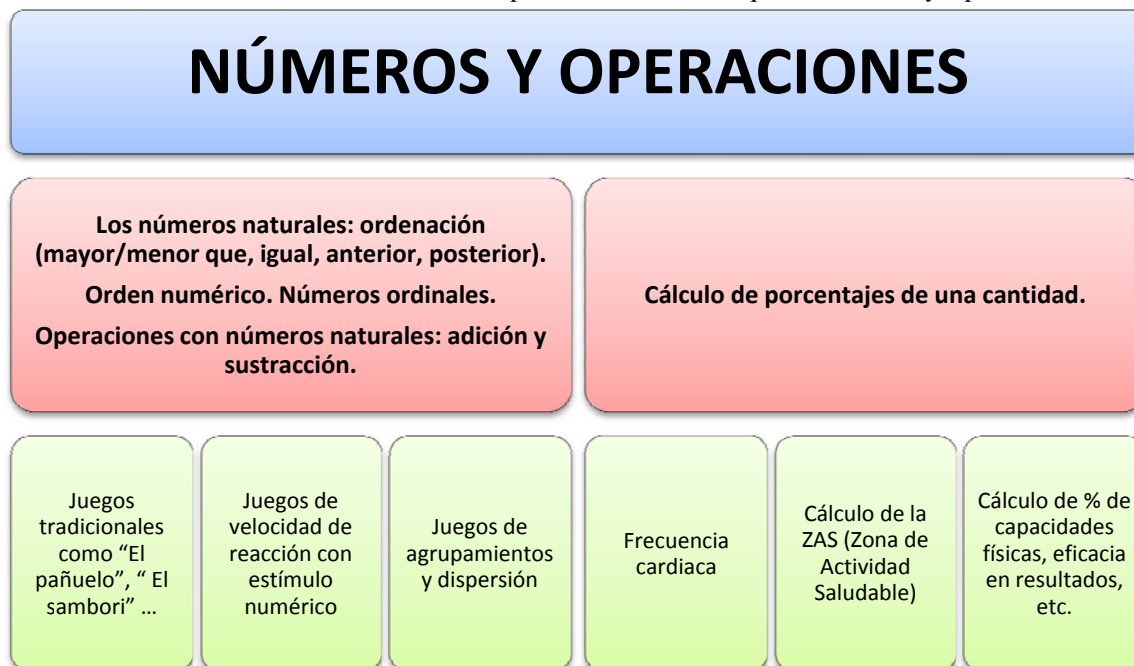 NÚMEROS Y OPERACIONES
Los números naturales: ordenación
(mayor/menor que, igual, anterior, posterior).
Orden numérico. Números ordinales.
Operaciones con números naturales: adición y
sustracción.
Cálculo de porcentajes de una cantidad.
Juegos
tradicionales
como “El
pañuelo”, “ El
sambori” ...
Juegos de
velocidad de
reacción con
estímulo
numérico
Juegos de
agrupamientos
y dispersión
Frecuencia
cardiaca
Cálculo de la
ZAS (Zona de
Actividad
Saludable)
Cálculo de % de
capacidades
físicas, eficacia
en resultados,
etc.